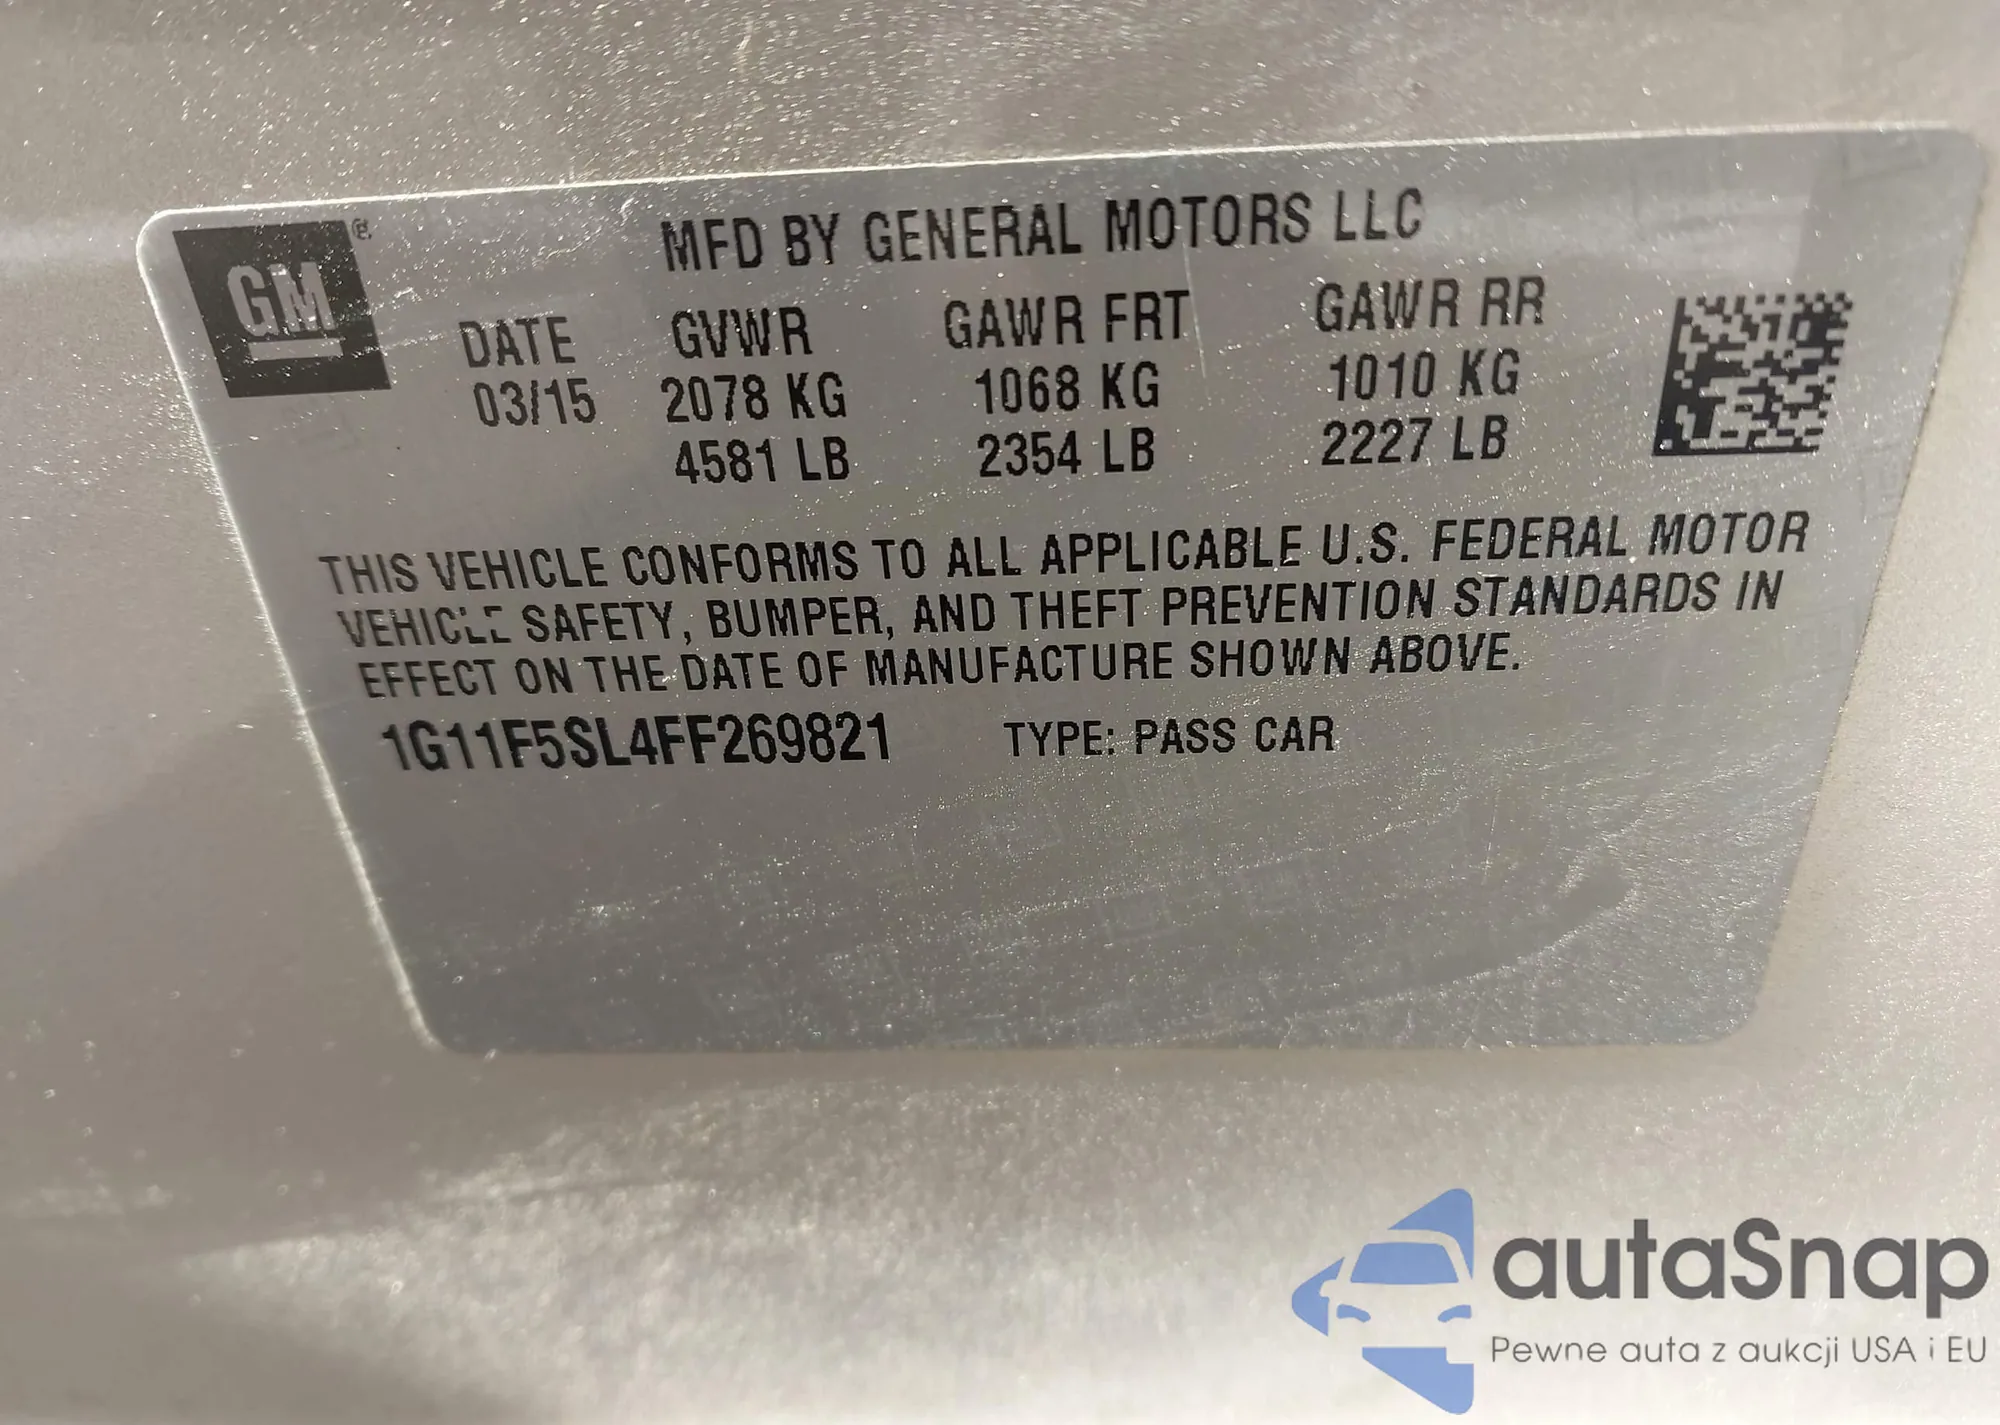 GM®
MFD BY GENERAL MOTORS LLC
DATE GVWR GAWR FRT GAWR RR
03/15 2078 KG 1068 KG 1010 KG
4581 LB 2354 LB 2227 LB
THIS VEHICLE CONFORMS TO ALL APPLICABLE U.S. FEDERAL MOTOR
VEHICLE SAFETY, BUMPER, AND THEFT PREVENTION STANDARDS IN
EFFECT ON THE DATE OF MANUFACTURE SHOWN ABOVE.
1G11F5SL4FF269821 TYPE: PASS CAR
autaSnap
Pewne auta z aukcji USA i EU